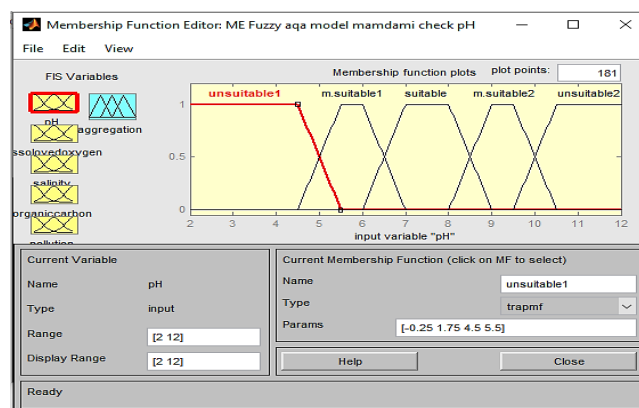 Membership Function Editor: ME Fuzzy aqa model mamdami check pH
File Edit View
FIS Variables
Membership function plots plot points: 181
pH
aggregation
ssolvedoxygen
salinity
organiccarbon
pollution
unsuitable1 m.suitable1 suitable m.suitable2 unsuitable2
1
0.5
0
2 3 4 5 6 7 8 9 10 11 12
input variable "pH"
Current Variable
Name pH
Type input
Range [2 12]
Display Range [2 12]
Current Membership Function (click on MF to select)
Name unsuitable1
Type trapmf
Params [-0.25 1.75 4.5 5.5]
Help Close
Ready